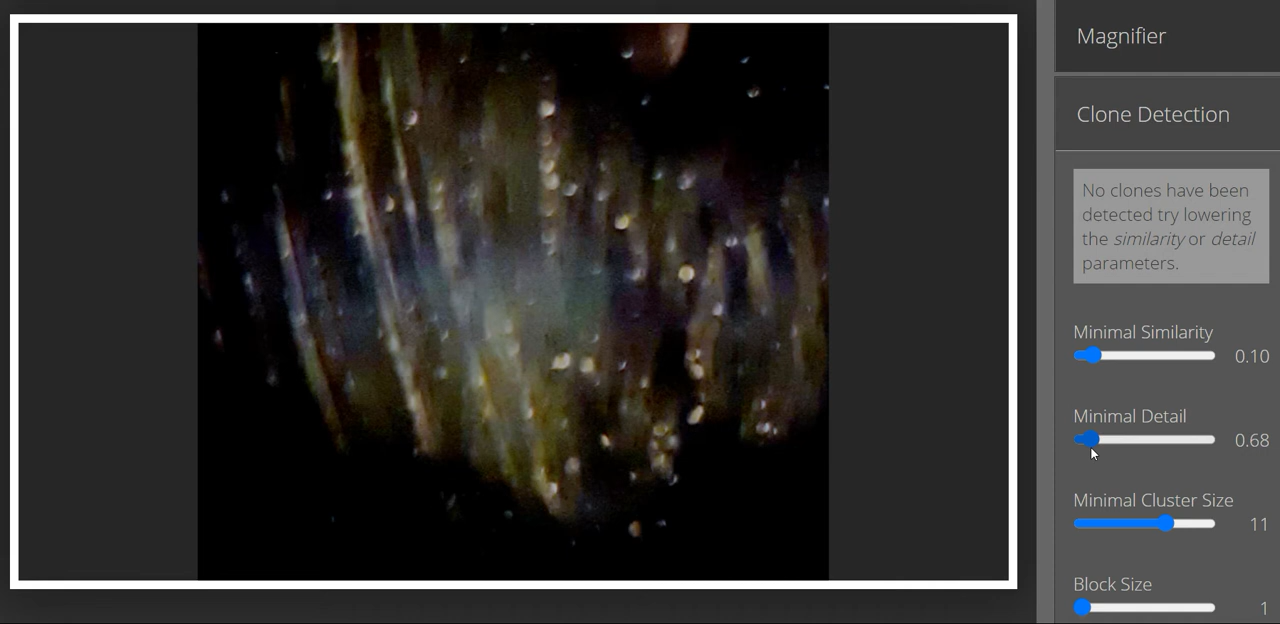 Magnifier
Clone Detection
No clones have been
detected try lowering
the similarity or detail
parameters.
Minimal Similarity
0.10
Minimal Detail
0.68
Minimal Cluster Size
11
Block Size
1